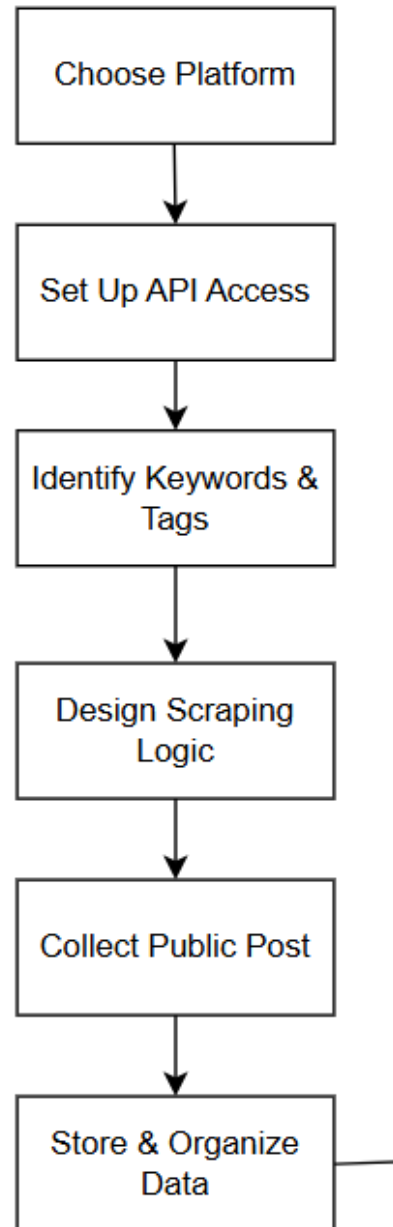 Choose Platform
Set Up API Access
Identify Keywords &
Tags
Design Scraping
Logic
Collect Public Post
Store & Organize
Data